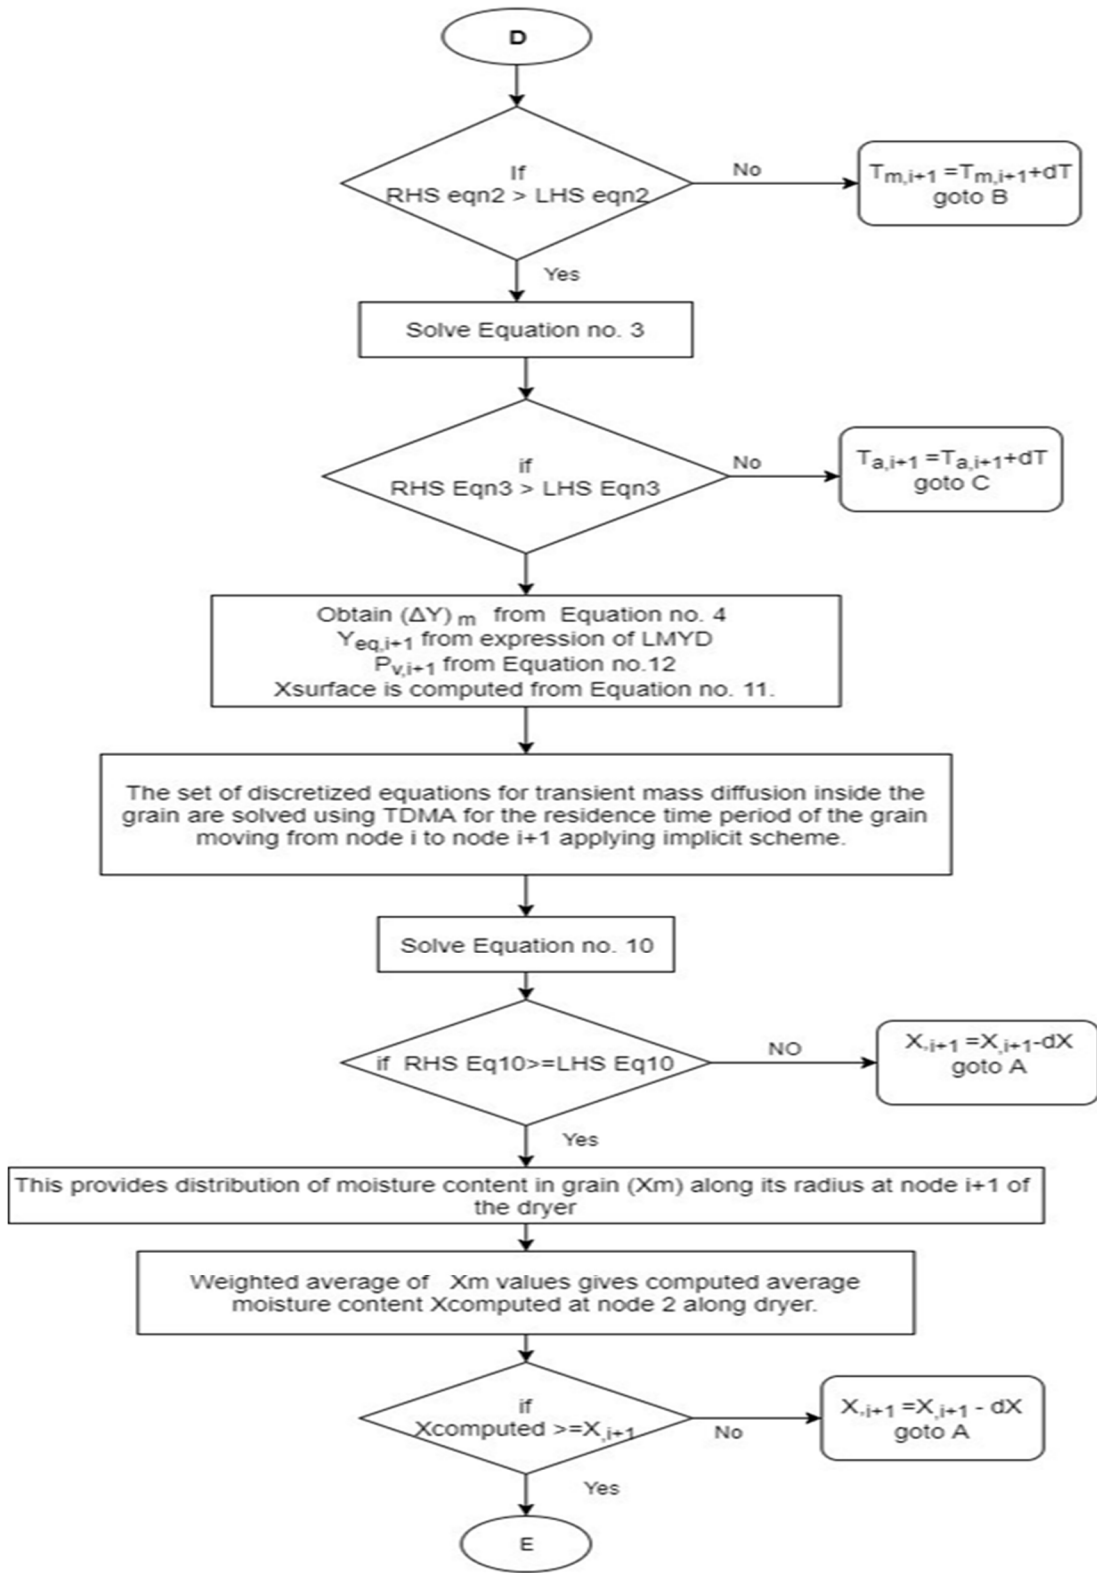 D
If
RHS eqn2 > LHS eqn2
No
Tm,i+1 =Tm,i+1+dT
goto B
Yes
Solve Equation no. 3
if
RHS Eqn3 > LHS Eqn3
No
Ta,i+1 =Ta,i+1+dT
goto C
Obtain (ΔY) m from Equation no. 4
Yeq,i+1 from expression of LMYD
Pv,i+1 from Equation no.12
Xsurface is computed from Equation no. 11.
The set of discretized equations for transient mass diffusion inside the
grain are solved using TDMA for the residence time period of the grain
moving from node i to node i+1 applying implicit scheme.
Solve Equation no. 10
if RHS Eq10>=LHS Eq10
NO
X,i+1 =X,i+1-dX
goto A
Yes
This provides distribution of moisture content in grain (Xm) along its radius at node i+1 of
the dryer
Weighted average of Xm values gives computed average
moisture content Xcomputed at node 2 along dryer.
if
Xcomputed >=X,i+1
No
X,i+1 =X,i+1 - dX
goto A
Yes
E